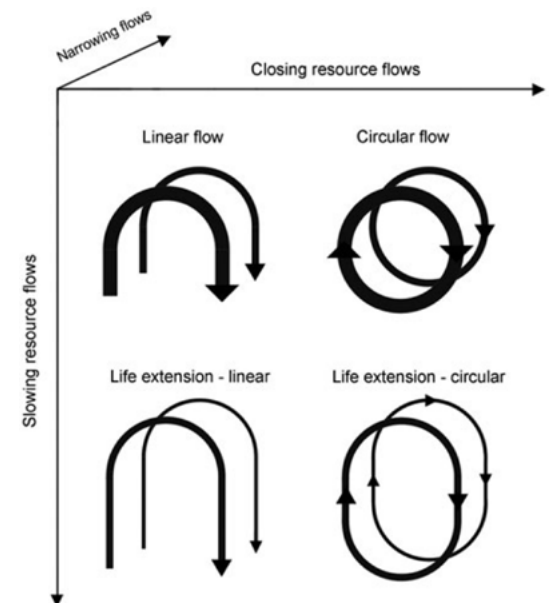 Narrowing flows
Closing resource flows
Linear flow
Circular flow
Slowing resource flows
Life extension - linear
Life extension - circular